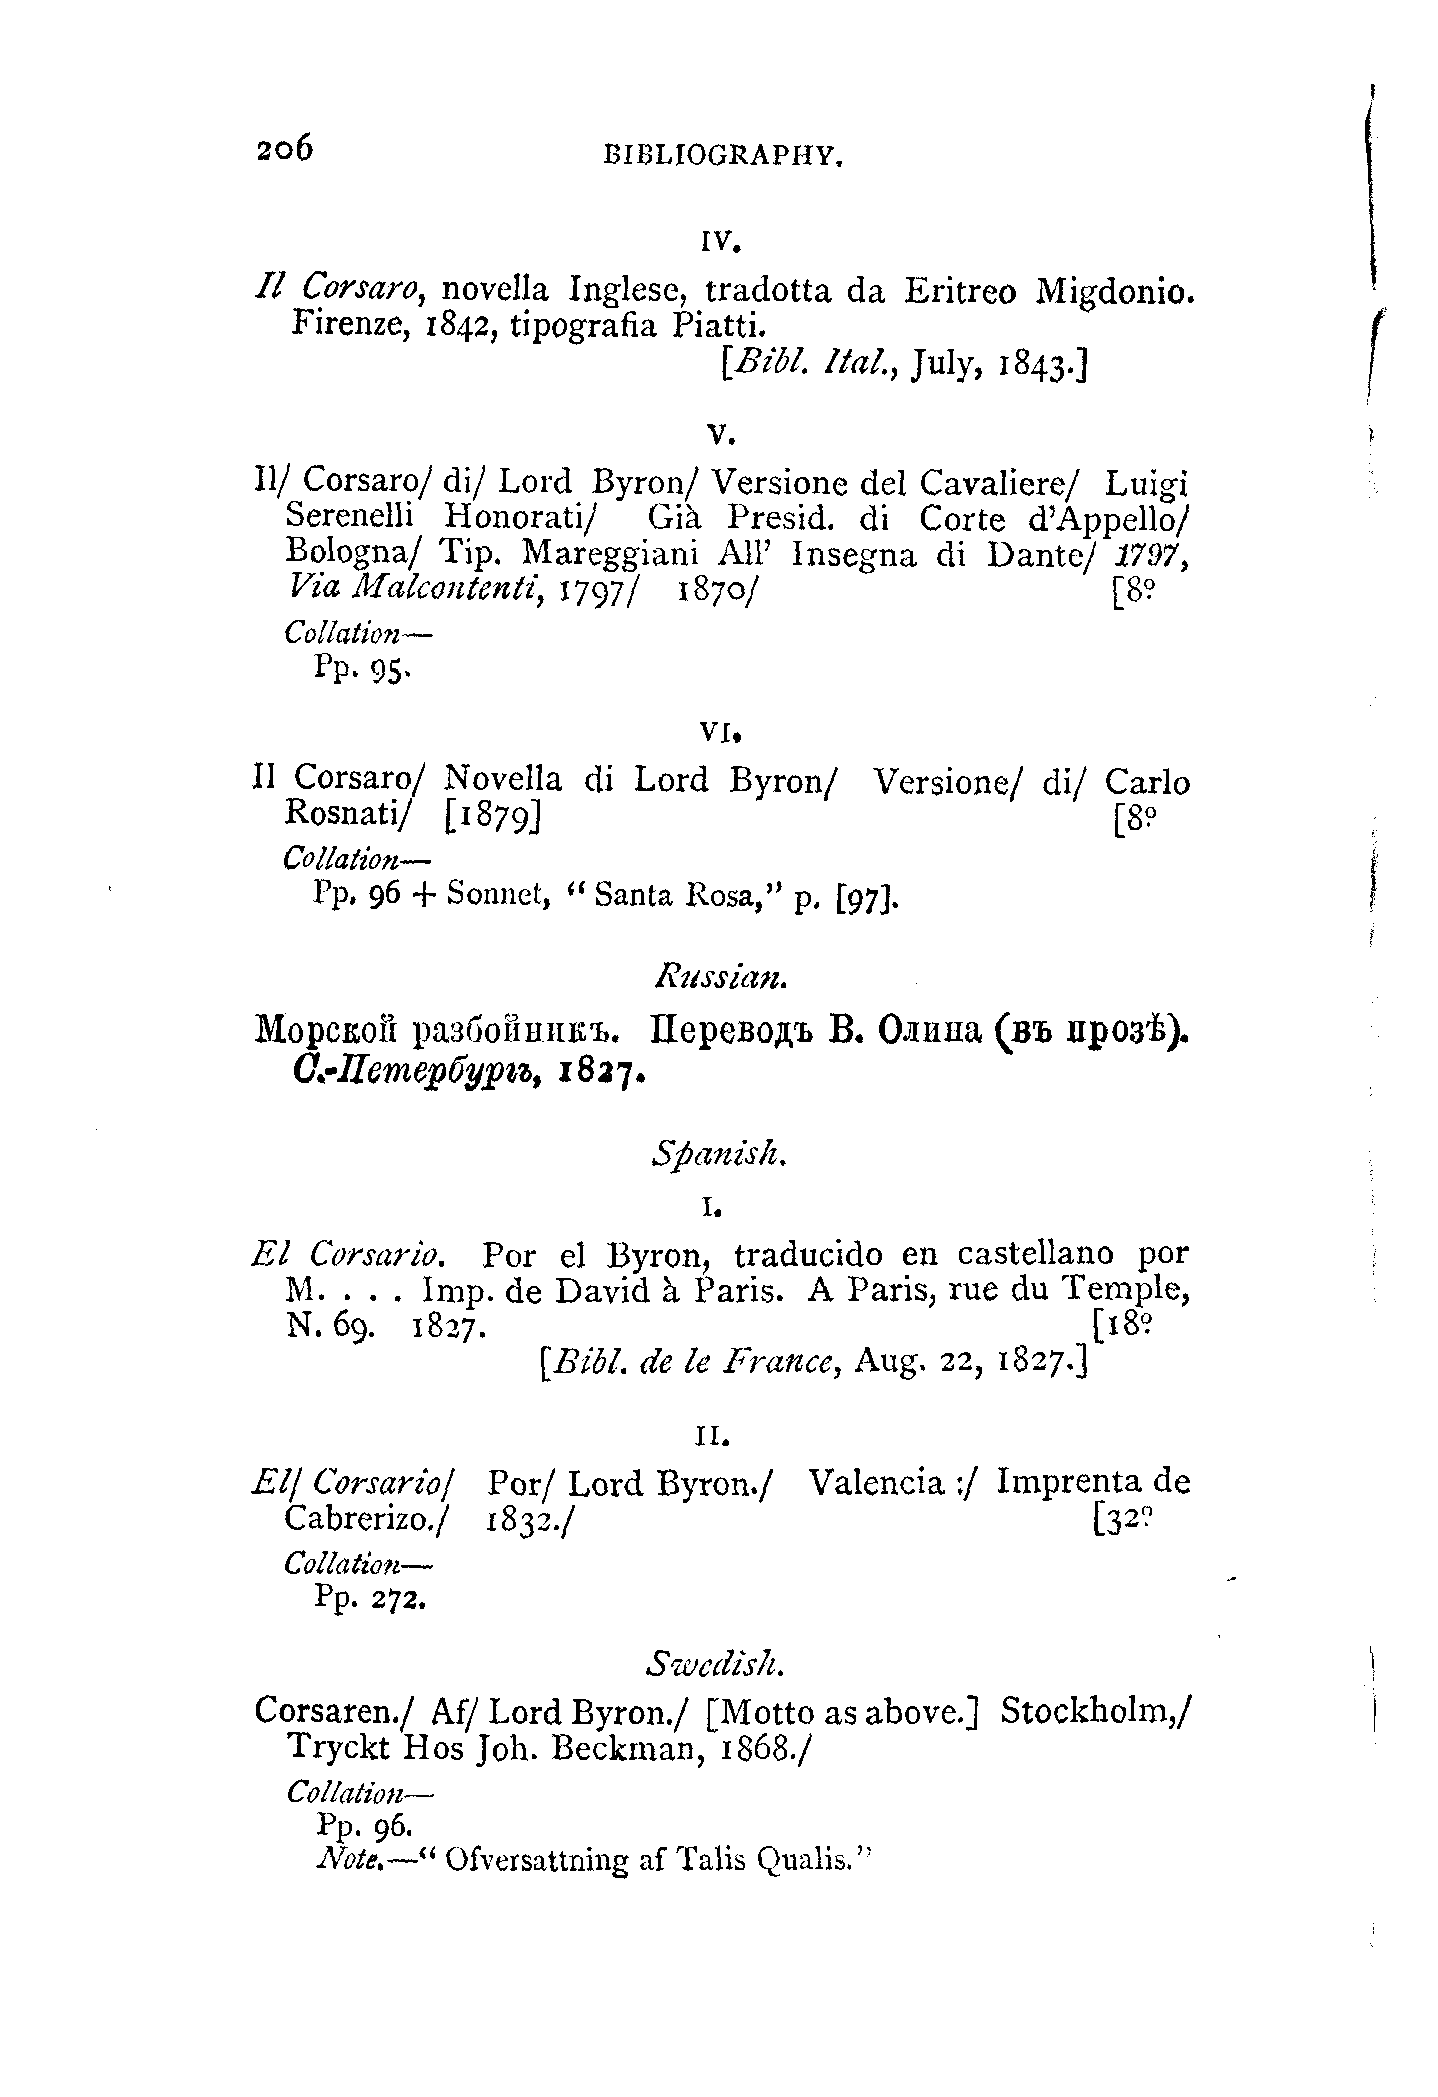 206 BIBLIOGRAPHY.
IV.
Il Corsaro, novella Inglese, tradotta da Eritreo Migdonio.
Firenze, 1842, tipografia Piatti.
[Bibl. Ital., July, 1843.]
V.
Il/ Corsaro/ di/ Lord Byron/ Versione del Cavaliere/ Luigi
Serenelli Honorati/ Già Presid. di Corte d'Appello/
Bologna/ Tip. Mareggiani All' Insegna di Dante/ 1797,
Via Malcontenti, 1797/ 1870/ [8º
Collation—
Pp. 95.
VI.
Il Corsaro/ Novella di Lord Byron/ Versione/ di/ Carlo
Rosnati/ [1879] [8º
Collation—
Pp. 96 + Sonnet, “Santa Rosa,” p. [97].
Russian.
Морской разбойникъ. Переводъ В. Олина (въ прозѣ).
С.-Петербургъ, 1827.
Spanish.
I.
El Corsario. Por el Byron, traducido en castellano por
M. . . . Imp. de David à Paris. A Paris, rue du Temple,
N. 69. 1827. [18º
[Bibl. de le France, Aug. 22, 1827.]
II.
El/ Corsario/ Por/ Lord Byron./ Valencia :/ Imprenta de
Cabrerizo./ 1832./ [32º
Collation—
Pp. 272.
Swedish.
Corsaren./ Af/ Lord Byron./ [Motto as above.] Stockholm,/
Tryckt Hos Joh. Beckman, 1868./
Collation—
Pp. 96.
Note.—“Ofversattning af Talis Qualis.”